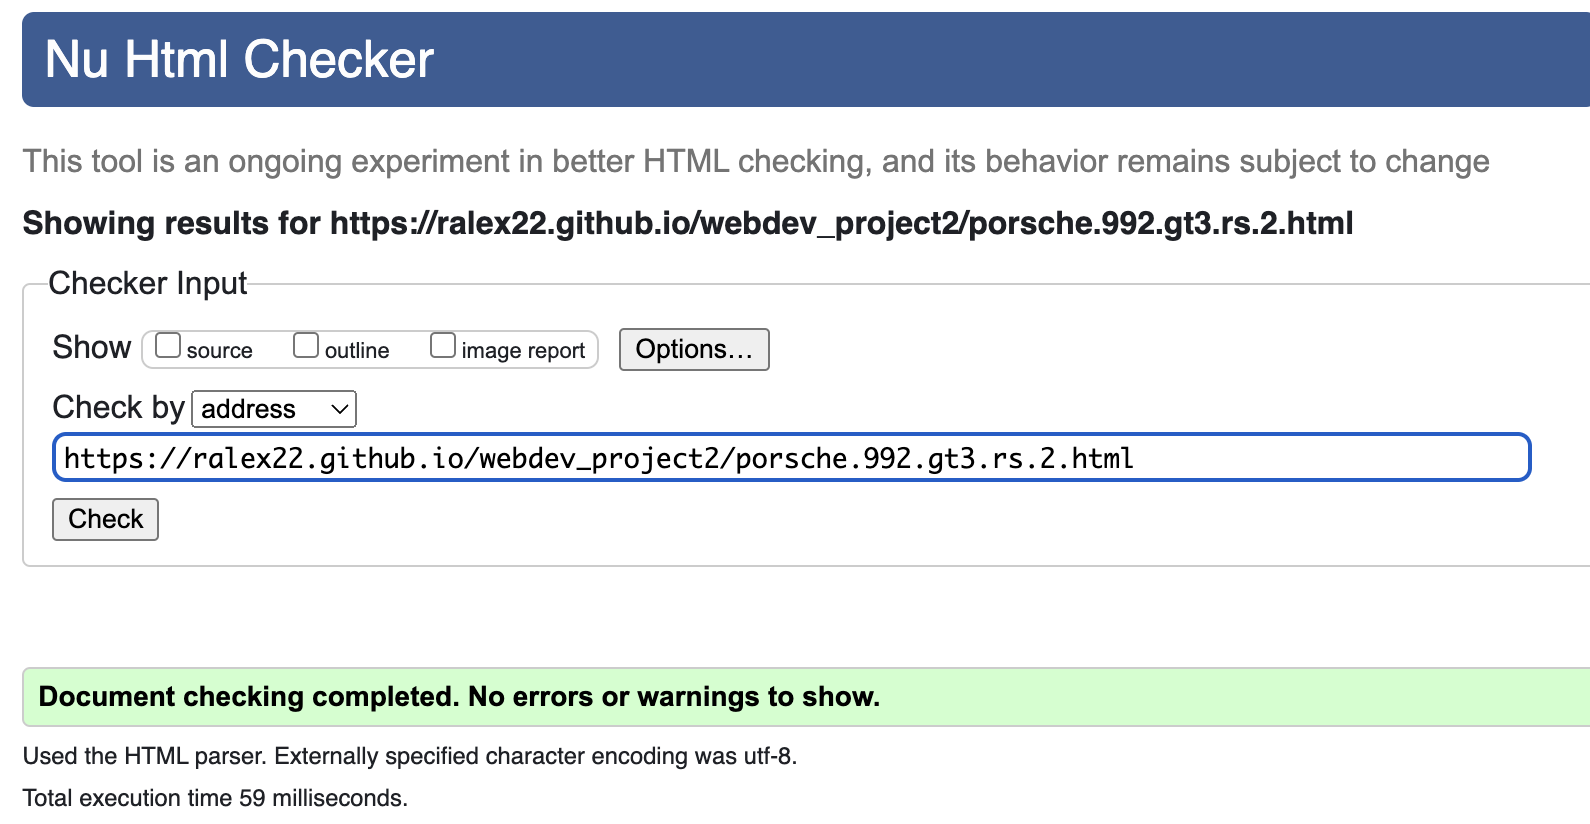 Nu Html Checker
This tool is an ongoing experiment in better HTML checking, and its behavior remains subject to change
Showing results for https://ralex22.github.io/webdev_project2/porsche.992.gt3.rs.2.html
Checker Input
Show source outline image report Options...
Check by address
https://ralex22.github.io/webdev_project2/porsche.992.gt3.rs.2.html
Check
Document checking completed. No errors or warnings to show.
Used the HTML parser. Externally specified character encoding was utf-8.
Total execution time 59 milliseconds.